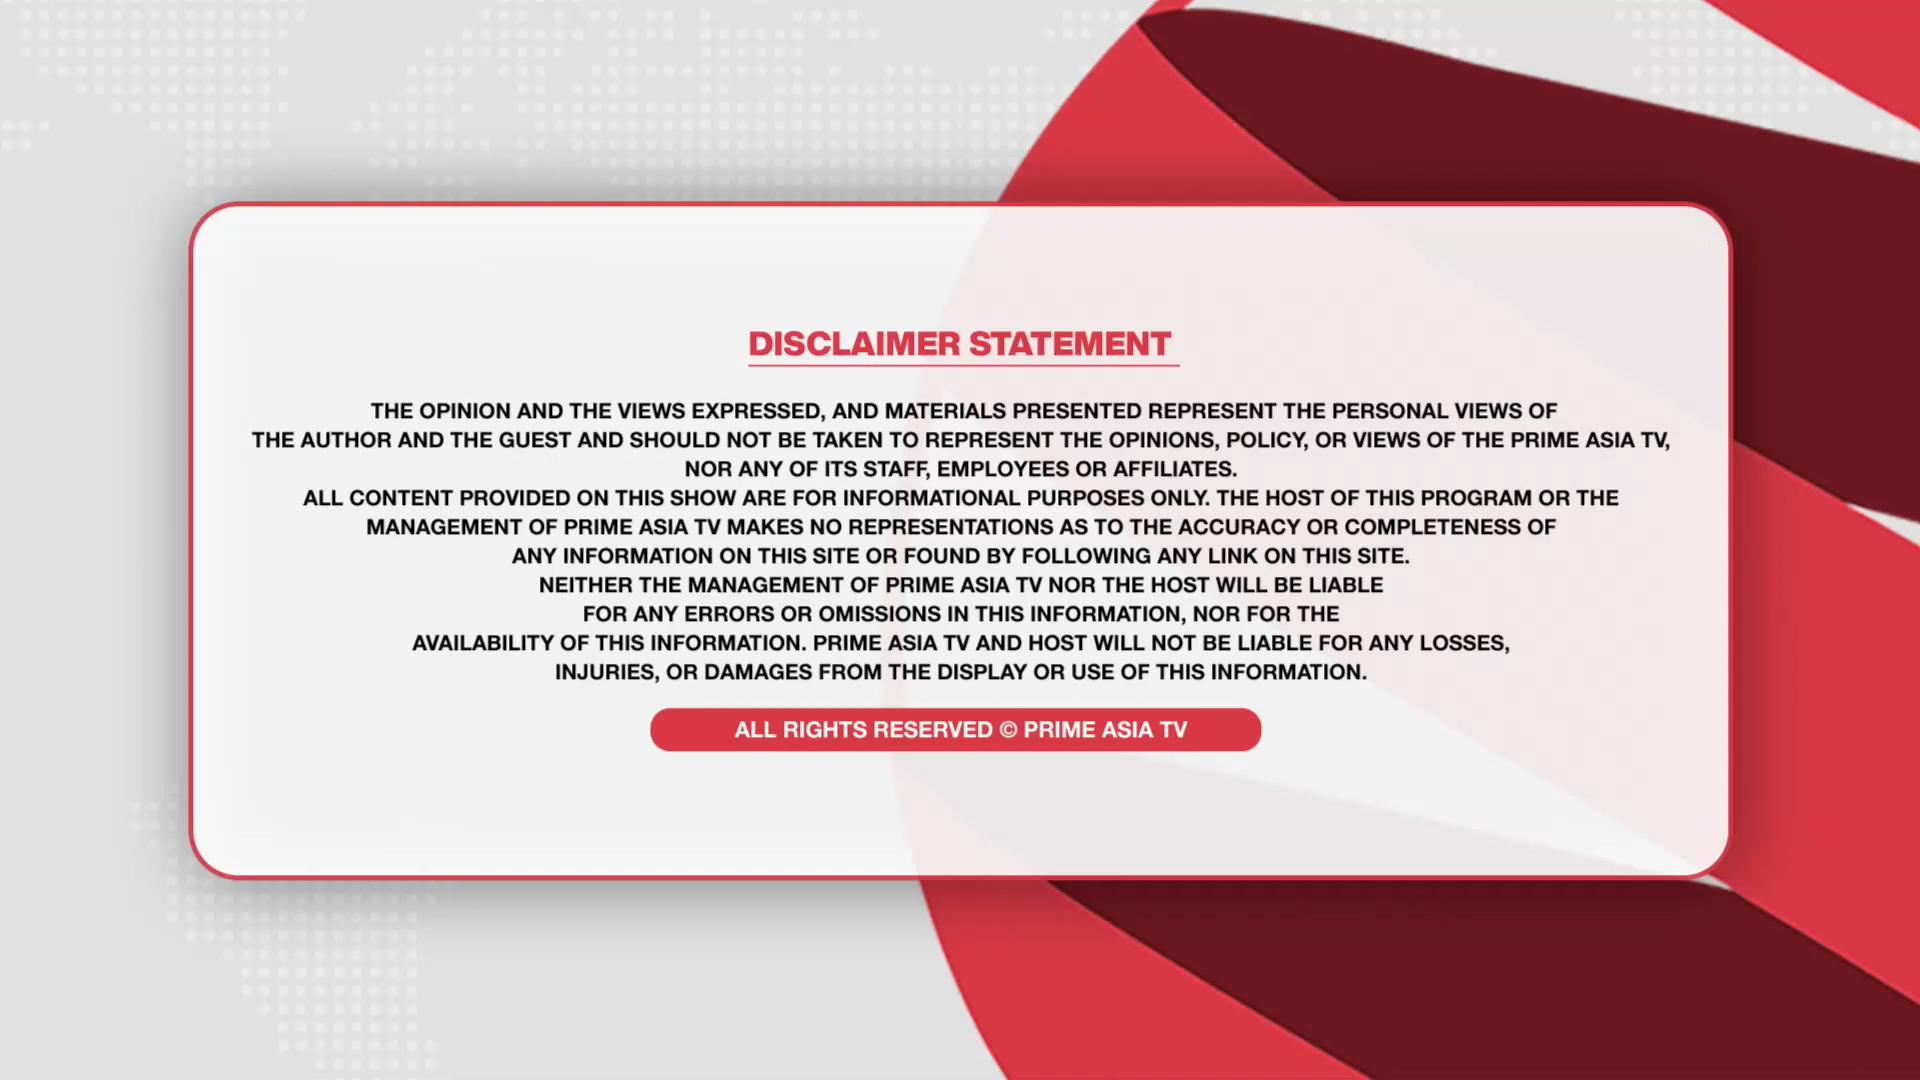 DISCLAIMER STATEMENT
THE OPINION AND THE VIEWS EXPRESSED, AND MATERIALS PRESENTED REPRESENT THE PERSONAL VIEWS OF
THE AUTHOR AND THE GUEST AND SHOULD NOT BE TAKEN TO REPRESENT THE OPINIONS, POLICY, OR VIEWS OF THE PRIME ASIA TV,
NOR ANY OF ITS STAFF, EMPLOYEES OR AFFILIATES.
ALL CONTENT PROVIDED ON THIS SHOW ARE FOR INFORMATIONAL PURPOSES ONLY. THE HOST OF THIS PROGRAM OR THE
MANAGEMENT OF PRIME ASIA TV MAKES NO REPRESENTATIONS AS TO THE ACCURACY OR COMPLETENESS OF
ANY INFORMATION ON THIS SITE OR FOUND BY FOLLOWING ANY LINK ON THIS SITE.
NEITHER THE MANAGEMENT OF PRIME ASIA TV NOR THE HOST WILL BE LIABLE
FOR ANY ERRORS OR OMISSIONS IN THIS INFORMATION, NOR FOR THE
AVAILABILITY OF THIS INFORMATION. PRIME ASIA TV AND HOST WILL NOT BE LIABLE FOR ANY LOSSES,
INJURIES, OR DAMAGES FROM THE DISPLAY OR USE OF THIS INFORMATION.
ALL RIGHTS RESERVED © PRIME ASIA TV